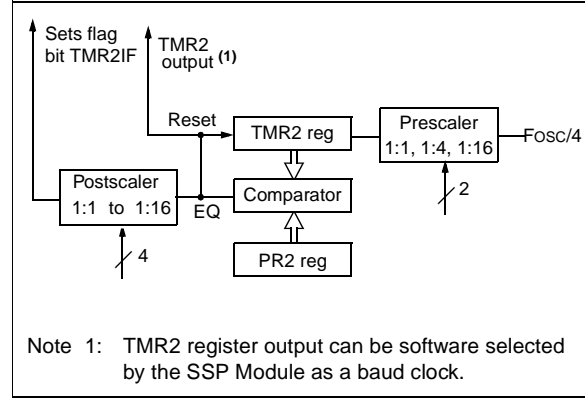 Sets flag
bit TMR2IF
TMR2
output (1)
Reset
TMR2 reg
Prescaler
1:1, 1:4, 1:16
FOSC/4
2
Postscaler
1:1 to 1:16
EQ
Comparator
4
PR2 reg
Note 1: TMR2 register output can be software selected
by the SSP Module as a baud clock.